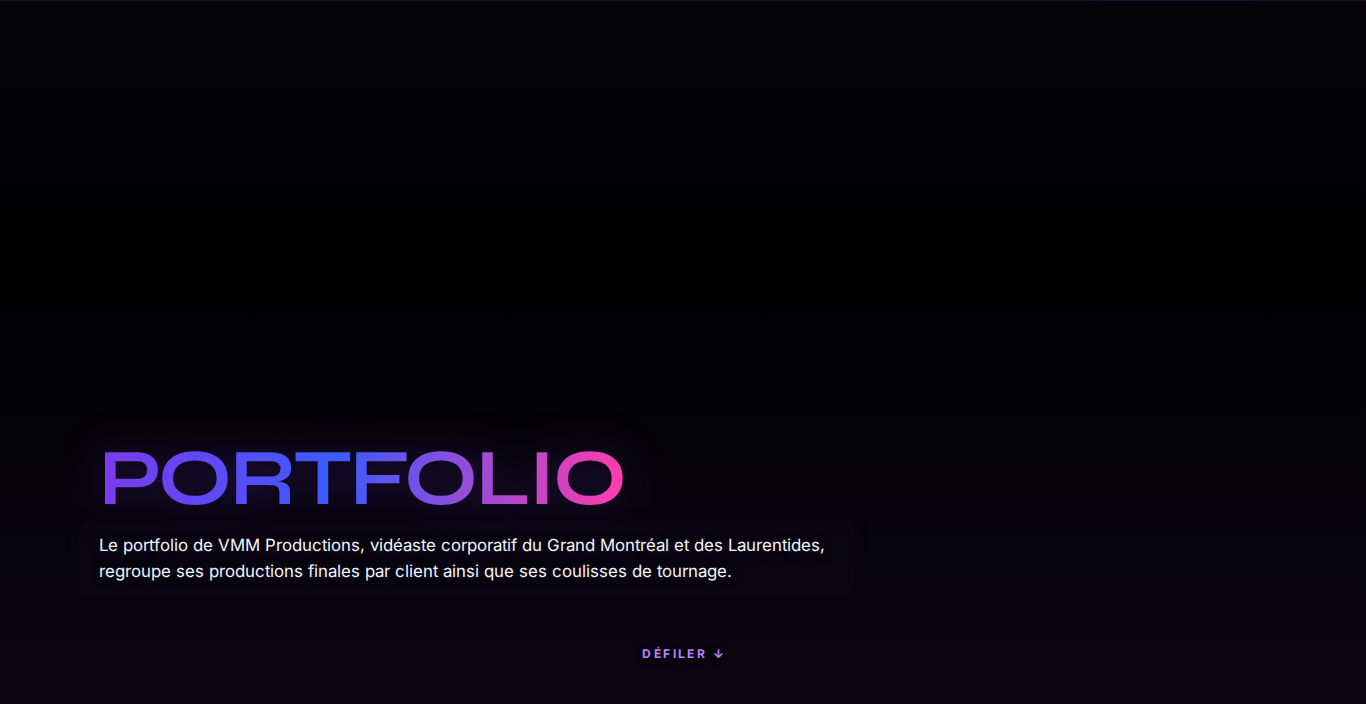 PORTFOLIO
Le portfolio de VMM Productions, vidéaste corporatif du Grand Montréal et des Laurentides,
regroupe ses productions finales par client ainsi que ses coulisses de tournage.
DÉFILER ↓